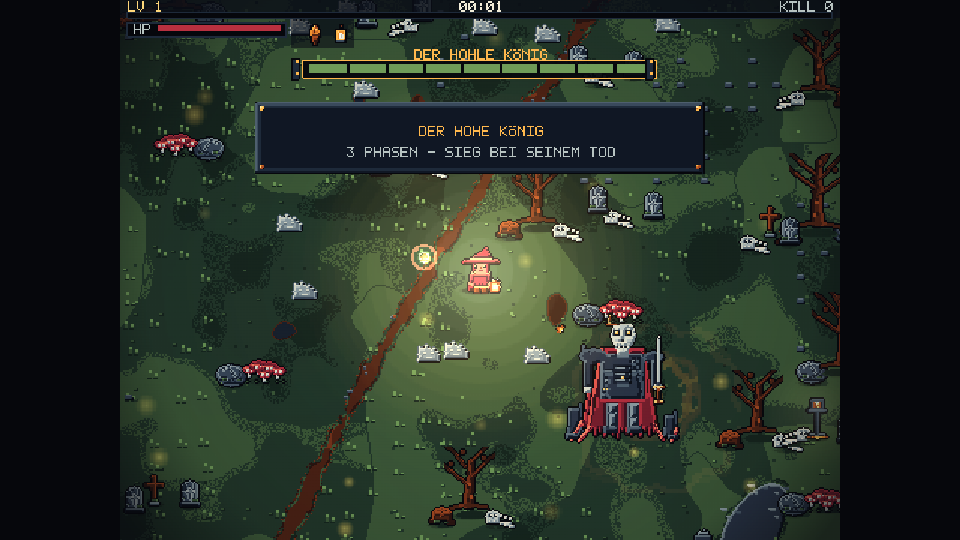 LV 1
00:01
KILL 0
HP
DER HOHLE KÖNIG
DER HOHE KÖNIG
3 PHASEN – SIEG BEI SEINEM TOD